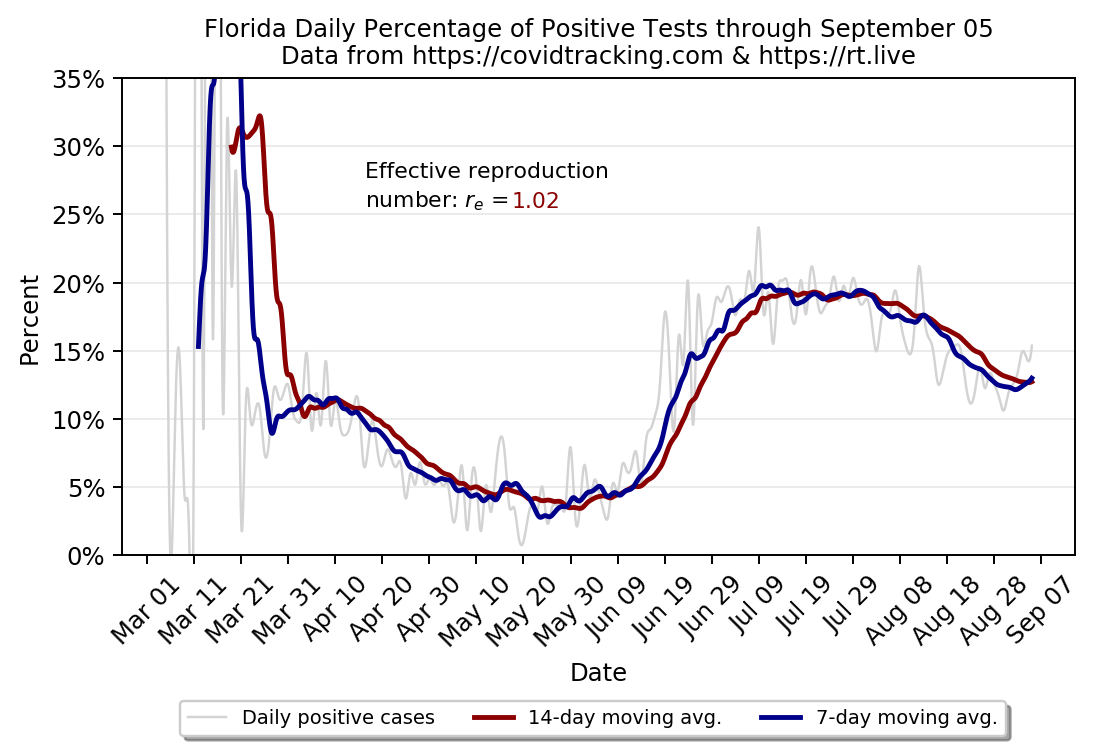 Florida Daily Percentage of Positive Tests through September 05
Data from https://covidtracking.com & https://rt.live
35%
30%
25%
20%
15%
10%
5%
0%
Percent
Effective reproduction
number: rₑ = 1.02
Mar 01
Mar 11
Mar 21
Mar 31
Apr 10
Apr 20
Apr 30
May 10
May 20
May 30
Jun 09
Jun 19
Jun 29
Jul 09
Jul 19
Jul 29
Aug 08
Aug 18
Aug 28
Sep 07
Date
Daily positive cases
14-day moving avg.
7-day moving avg.